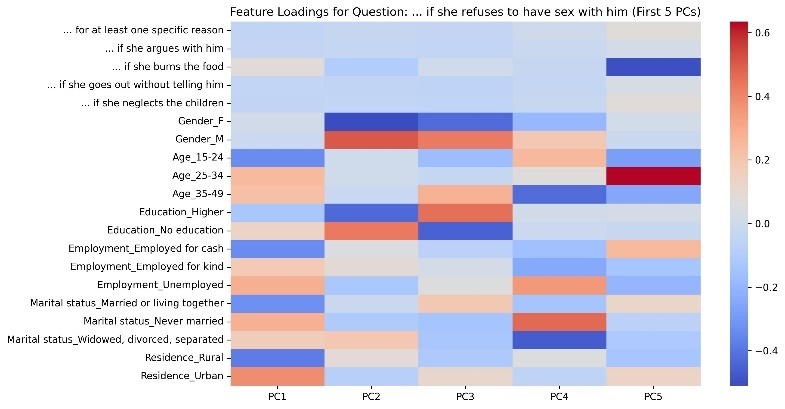 Feature Loadings for Question: ... if she refuses to have sex with him (First 5 PCs)
... for at least one specific reason
... if she argues with him
... if she burns the food
... if she goes out without telling him
... if she neglects the children
Gender_F
Gender_M
Age_15-24
Age_25-34
Age_35-49
Education_Higher
Education_No education
Employment_Employed for cash
Employment_Employed for kind
Employment_Unemployed
Marital status_Married or living together
Marital status_Never married
Marital status_Widowed, divorced, separated
Residence_Rural
Residence_Urban
PC1 PC2 PC3 PC4 PC5
0.6
0.4
0.2
0.0
−0.2
−0.4